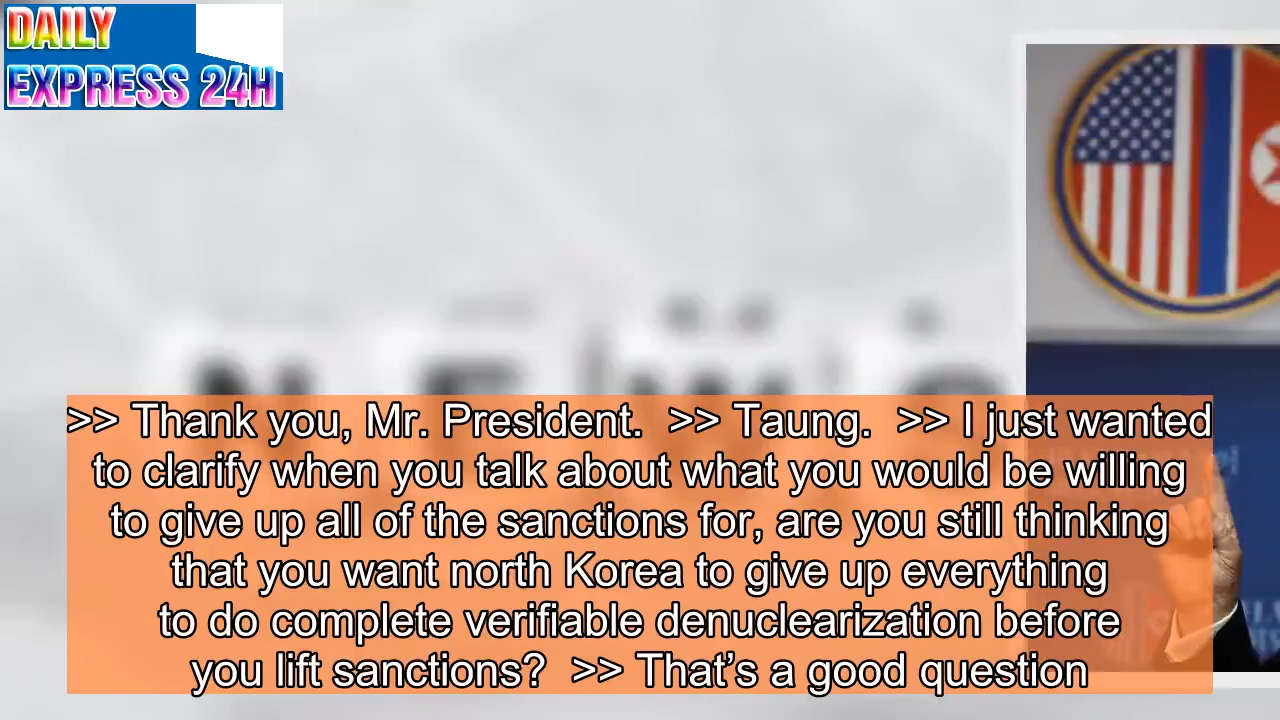 DAILY
EXPRESS 24H
>> Thank you, Mr. President. >> Taung. >> I just wanted
to clarify when you talk about what you would be willing
to give up all of the sanctions for, are you still thinking
that you want north Korea to give up everything
to do complete verifiable denuclearization before
you lift sanctions? >> That’s a good question